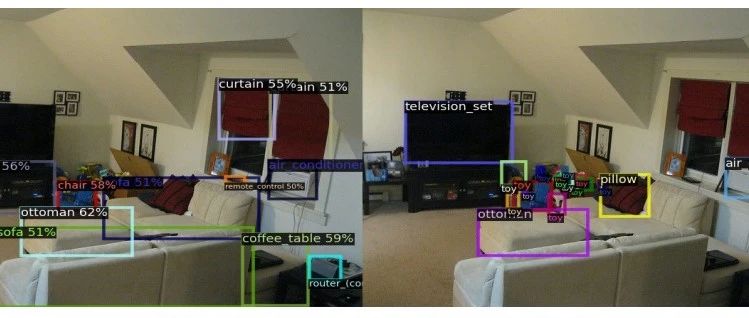 curtain 55%
ain 51%
56%
air_conditioner
chair 58%
fa 51%
remote_control 50%
ottoman 62%
sofa 51%
coffee_table 59%
router_(co
television_set
toy
toy
toy
toy
toy
toy
toy
pillow
air
ottoman